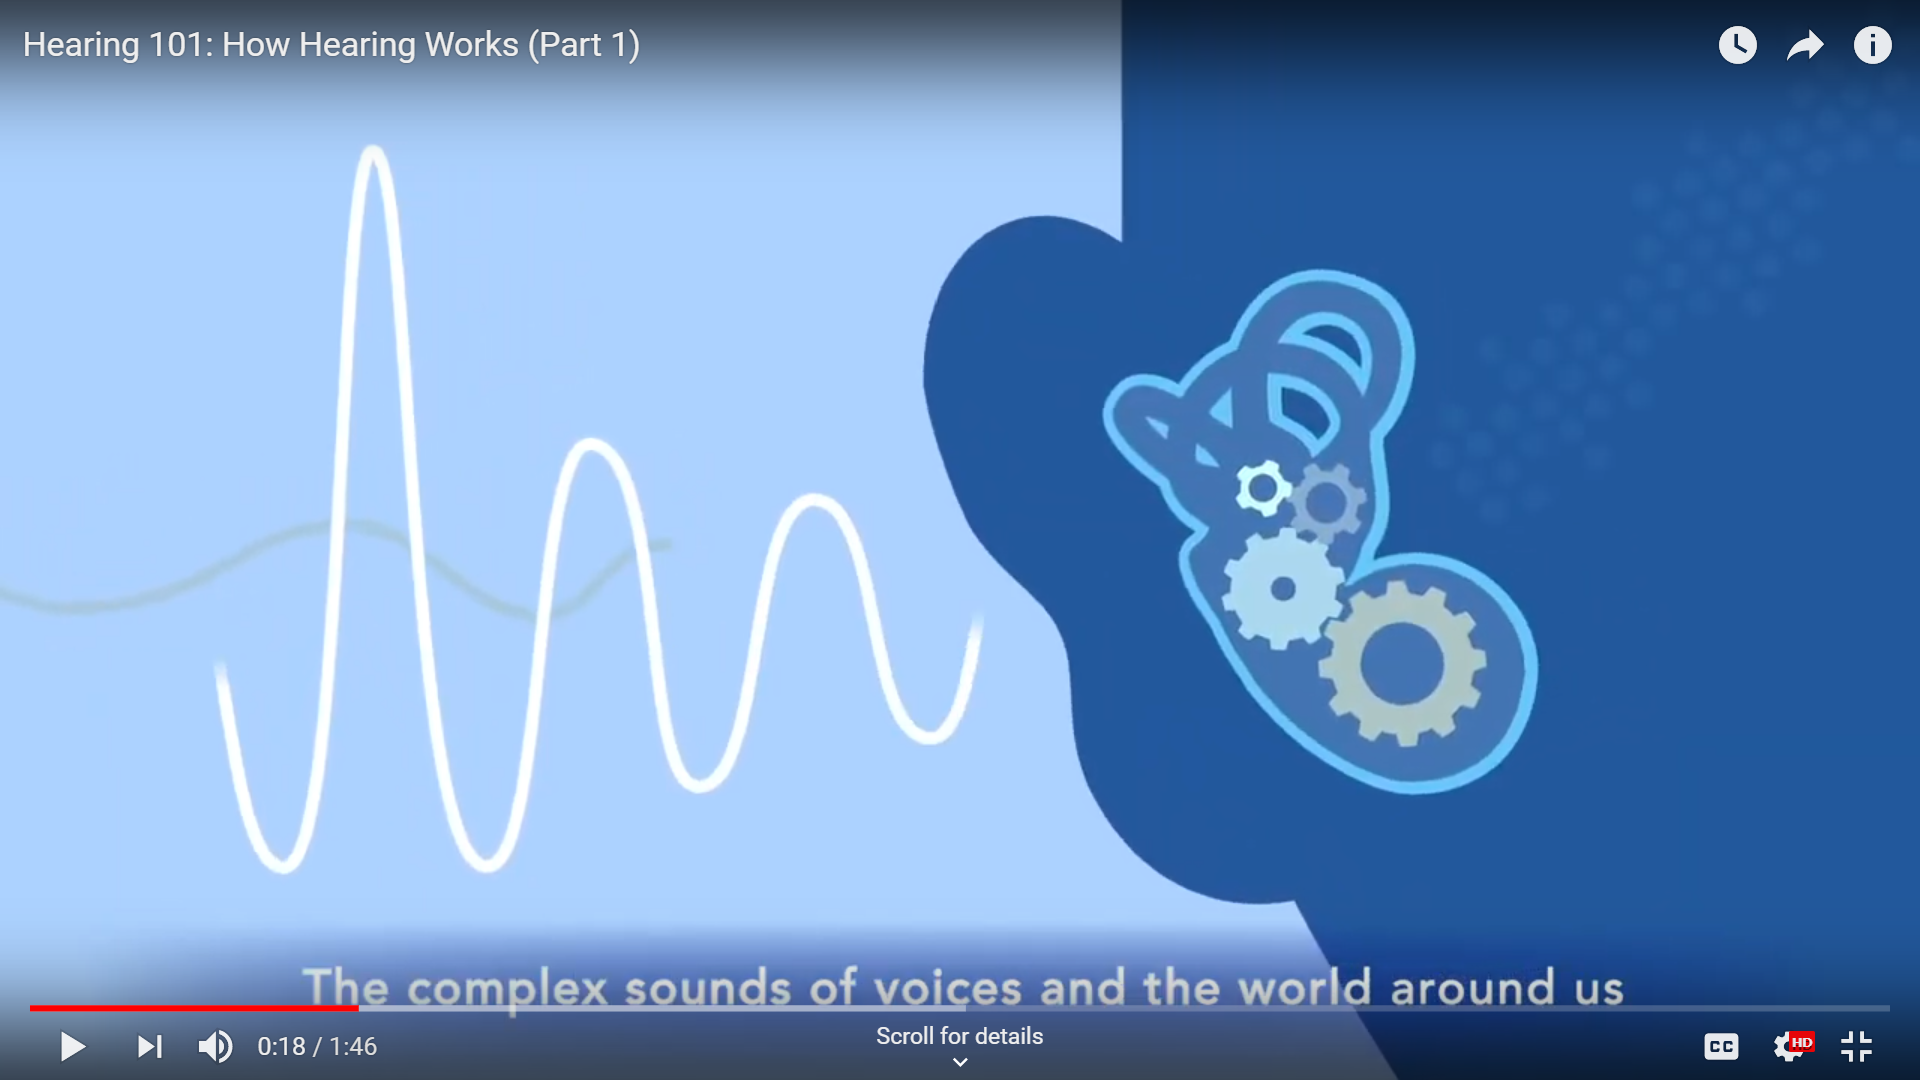 Hearing 101: How Hearing Works (Part 1)
The complex sounds of voices and the world around us
0:18 / 1:46
Scroll for details
CC
HD